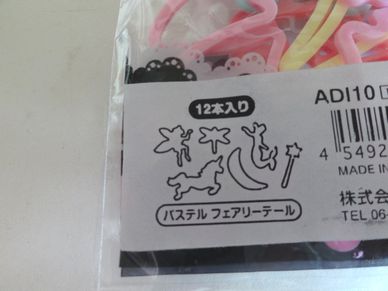 12本入り
ADI10
4 5492
MADE IN
株式会
TEL 06
パステル フェアリーテール